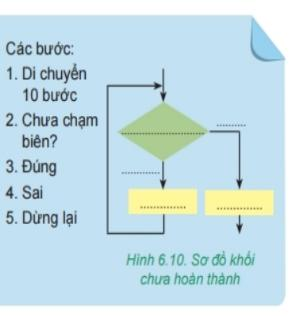 Các bước:
1. Di chuyển
10 bước
2. Chưa chạm
biên?
3. Đúng
4. Sai
5. Dừng lại
Hình 6.10. Sơ đồ khối
chưa hoàn thành